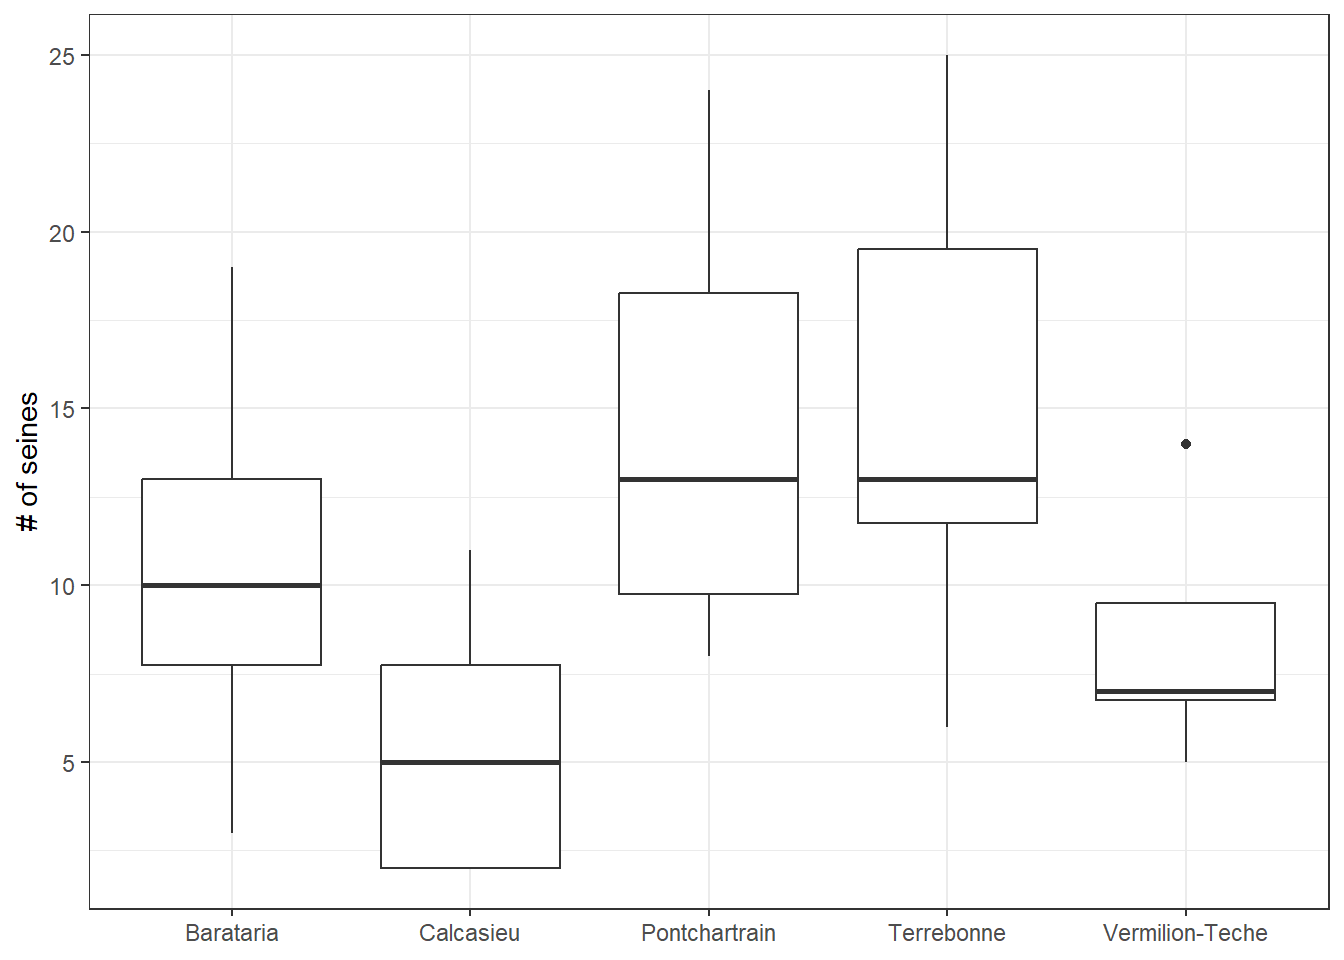 # of seines
25
20
15
10
5
Barataria
Calcasieu
Pontchartrain
Terrebonne
Vermilion-Teche